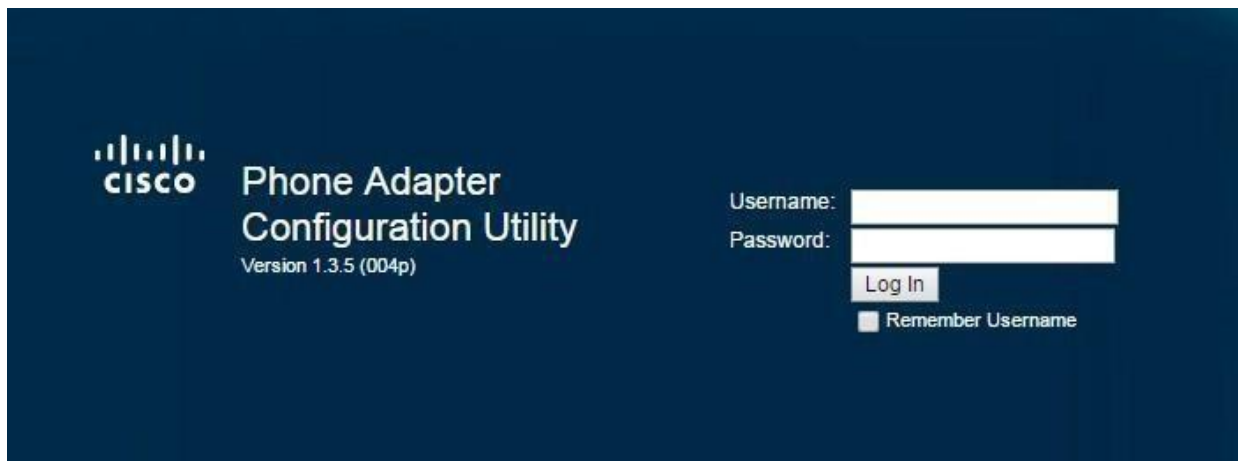 CISCO
Phone Adapter
Configuration Utility
Version 1.3.5 (004p)
Username:
Password:
Log In
Remember Username